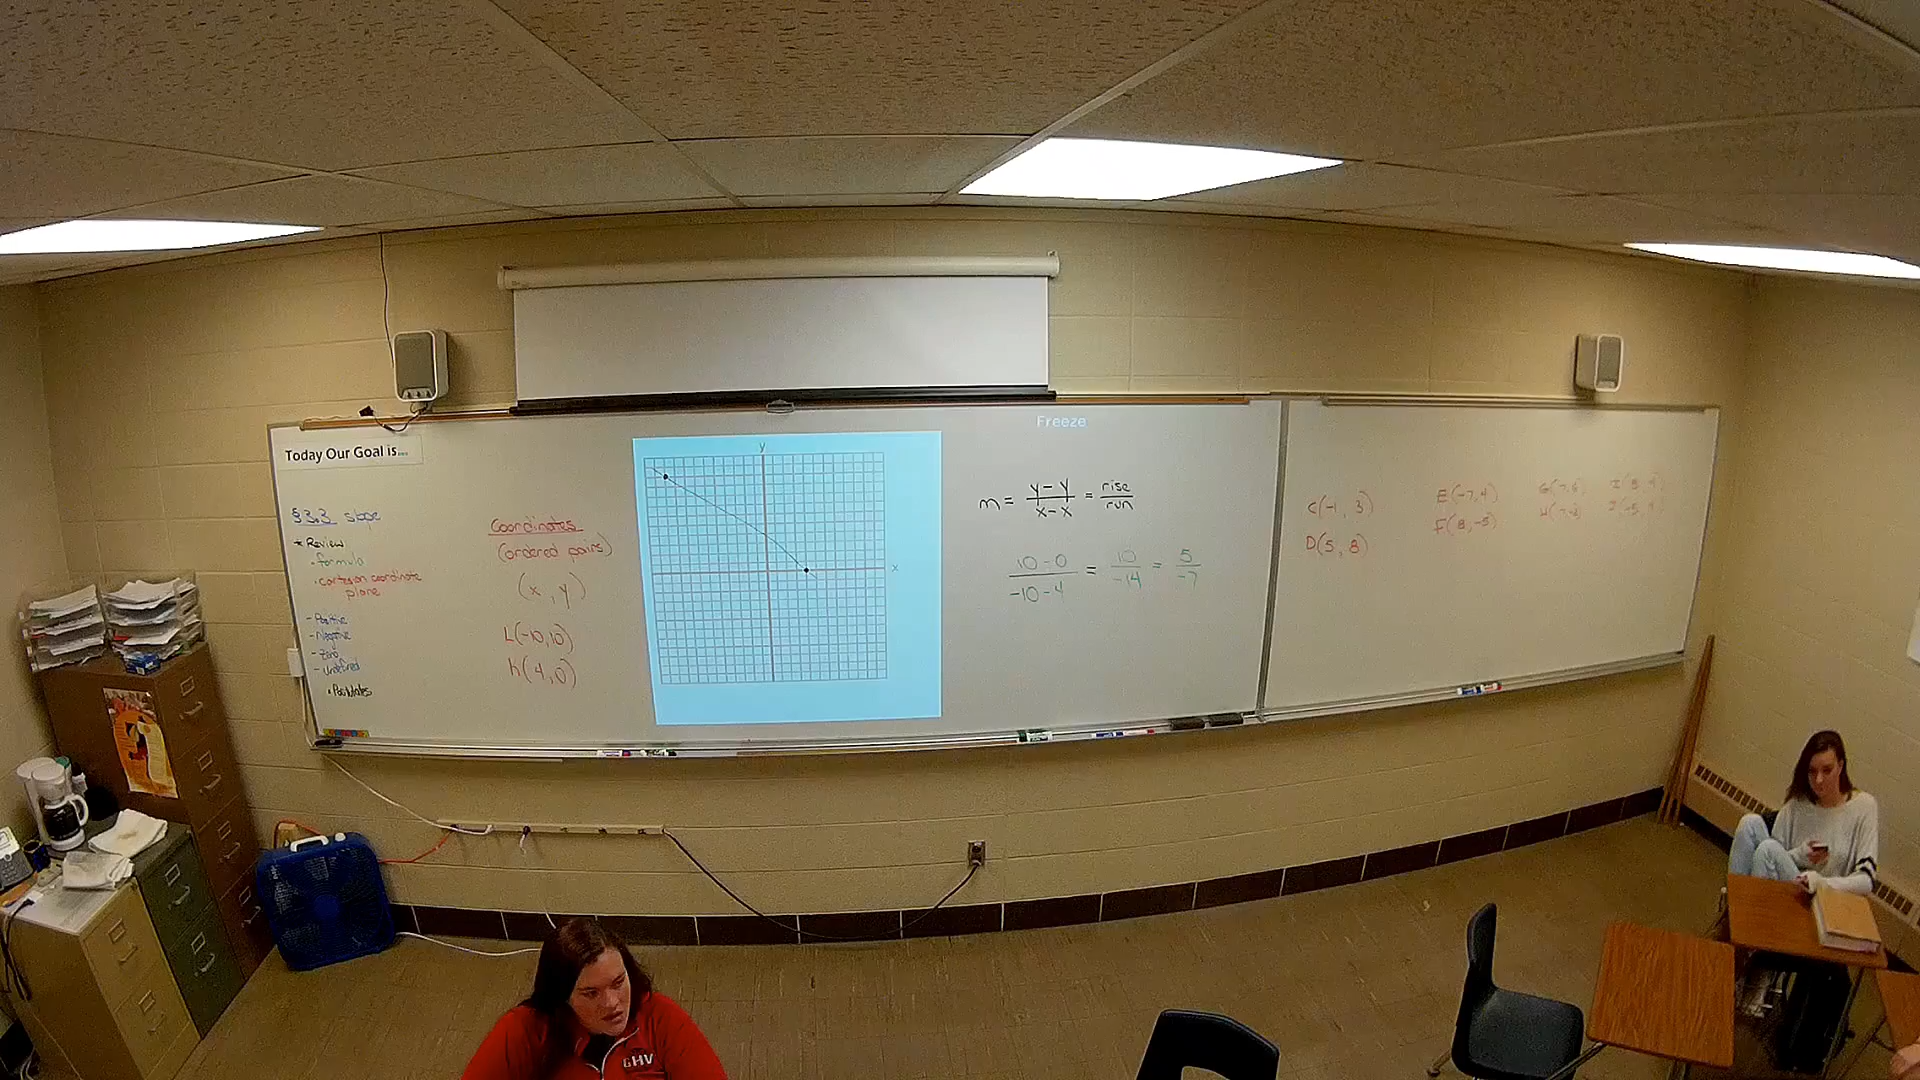 Today Our Goal is...
§3.3 slope
* Review
- formula
- cartesian coordinate
plane
- Positive
- Negative
- Zero
- Undefined
Coordinates
(ordered pairs)
(x, y)
L(-10,10)
K(4,0)
y
x
Freeze
m = y-y/x-x = rise/run
10-0/-10-4 = 10/-14 = 5/-7
C(-1, 3)
D(5, 8)
E(-7,4)
F(8,-5)
GHV